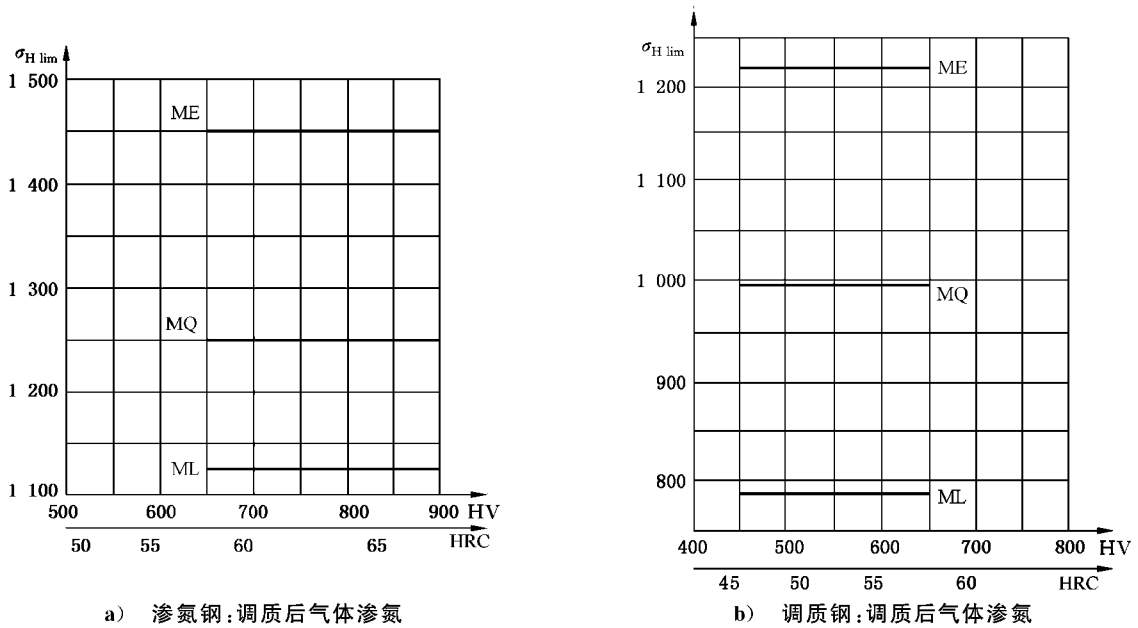 σH lim
1 500
ME
1 400
1 300
MQ
1 200
ML
1 100
500 600 700 800 900 HV
50 55 60 65 HRC
a) 渗氮钢:调质后气体渗氮
σH lim
ME
1 200
1 100
1 000
MQ
900
800
ML
400 500 600 700 800 HV
45 50 55 60 HRC
b) 调质钢:调质后气体渗氮